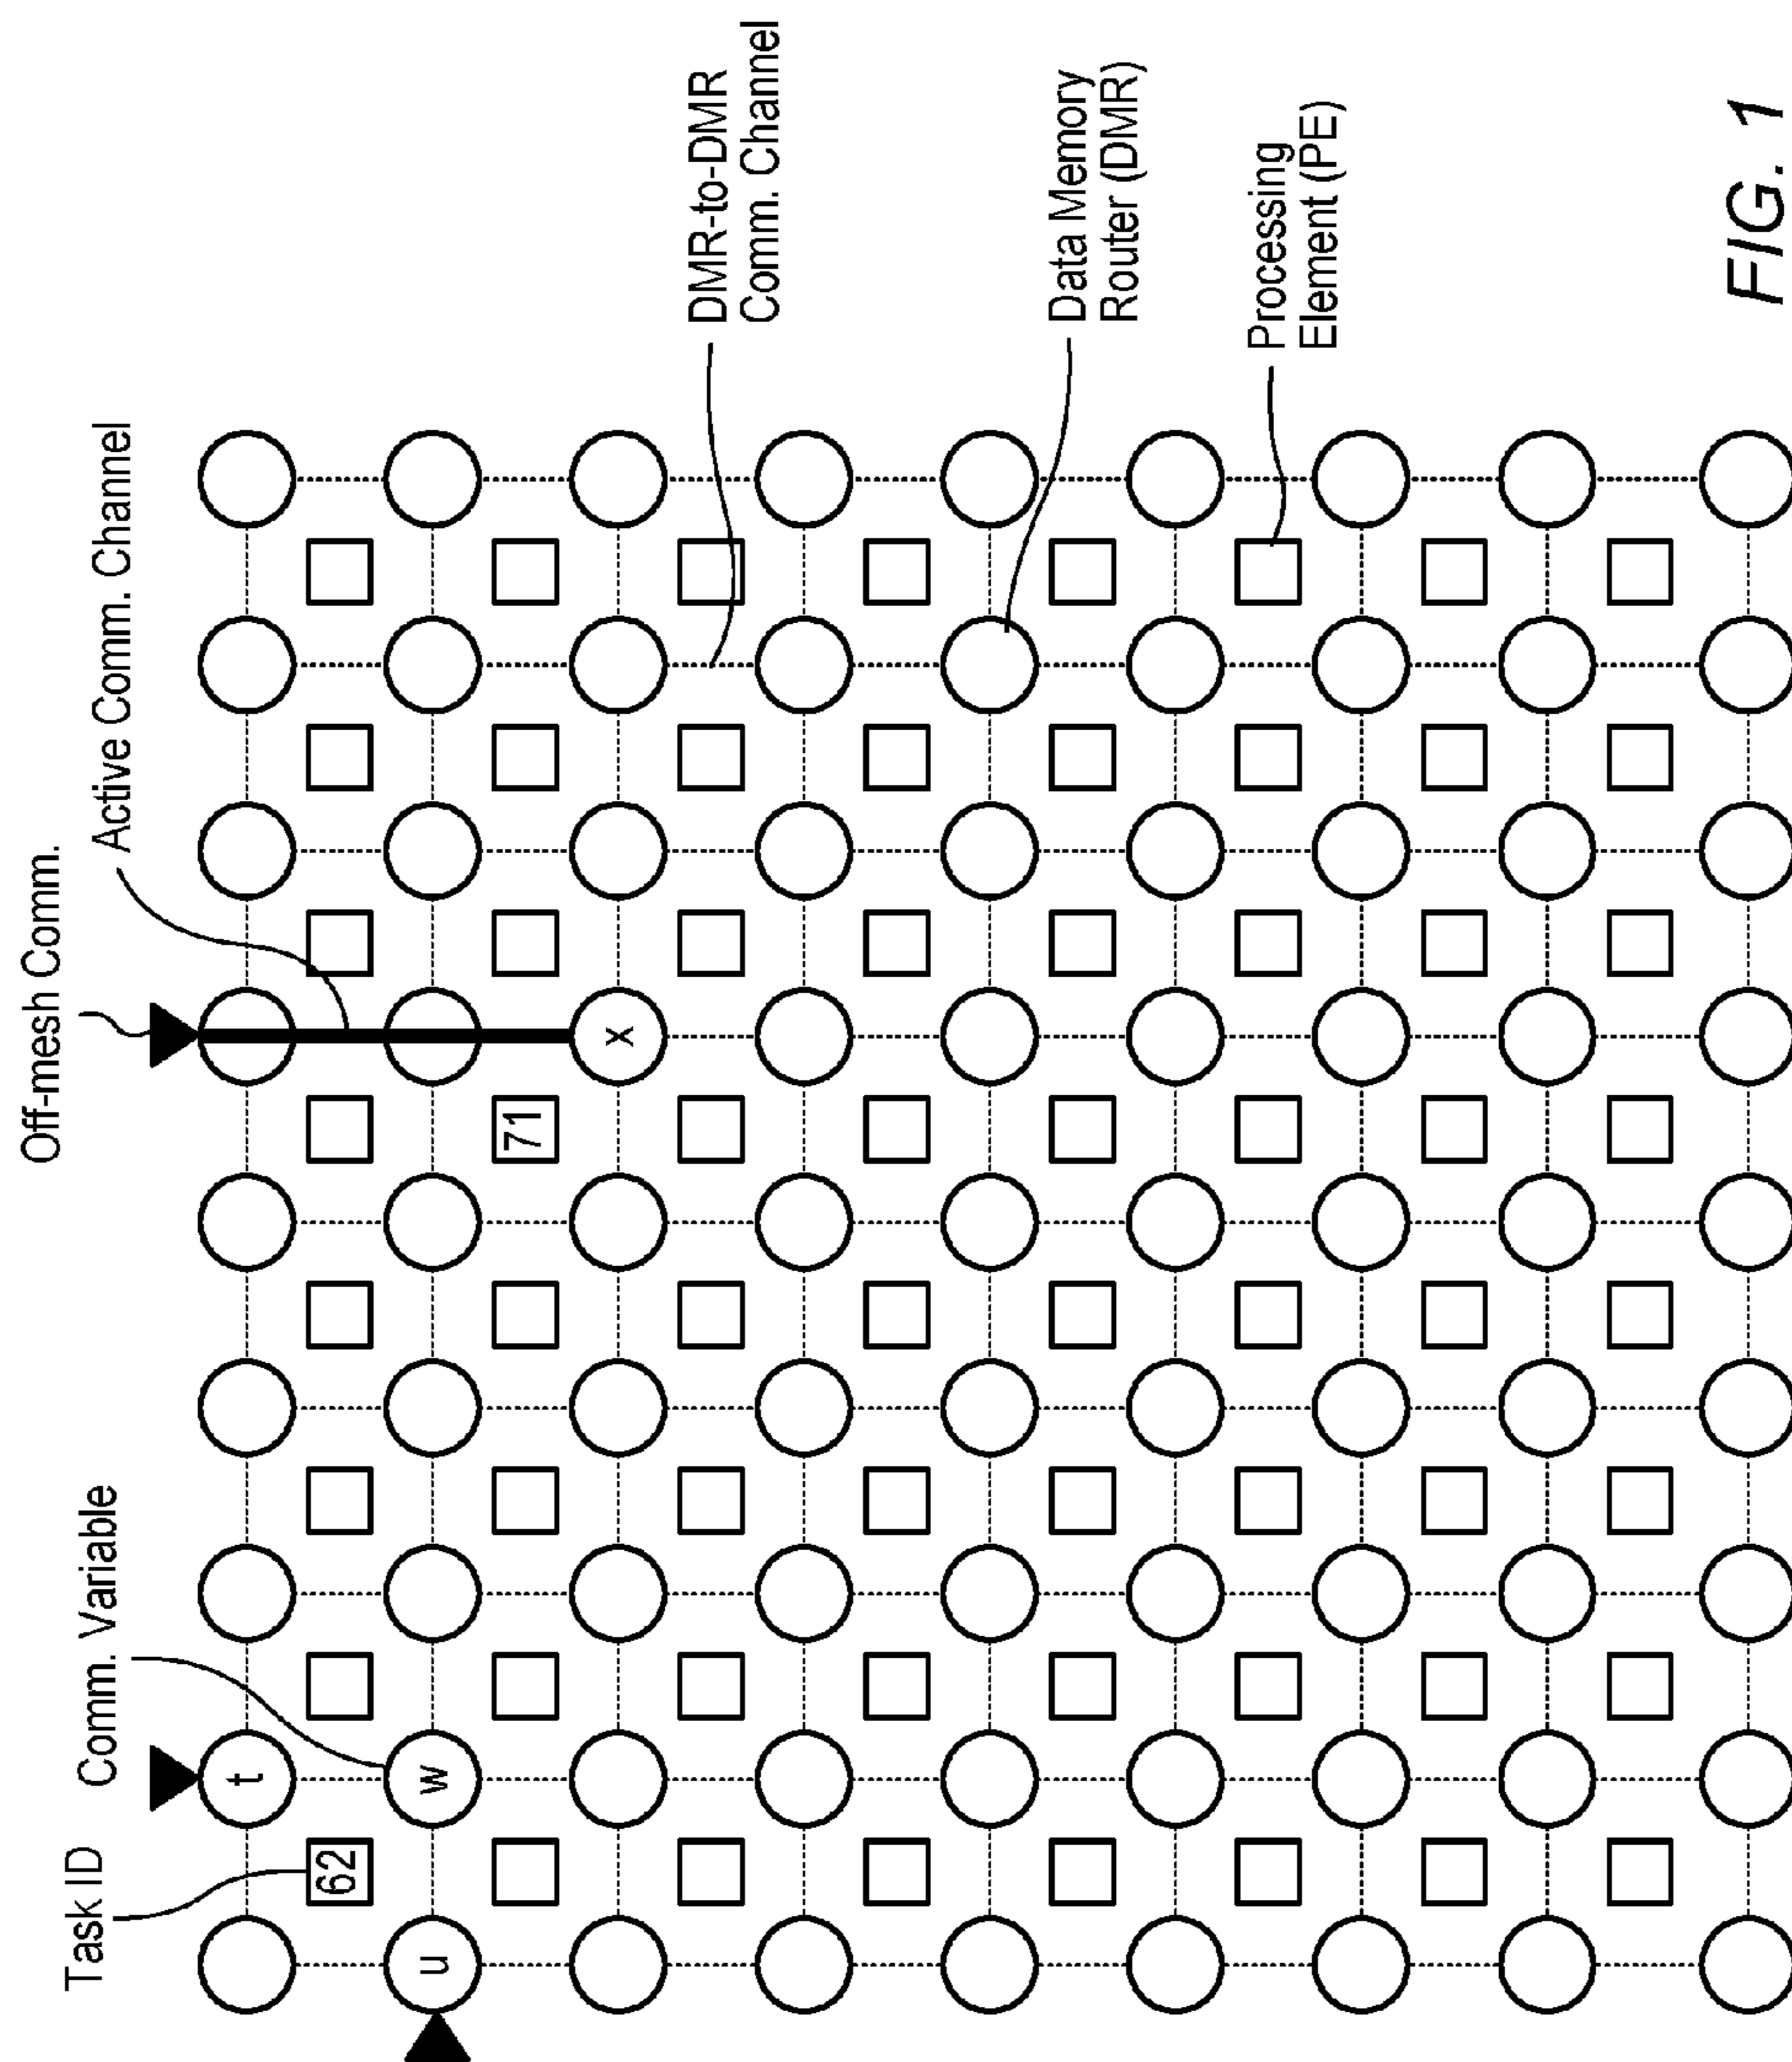 Task ID
Comm. Variable
Off-mesh Comm.
Active Comm. Channel
t
62
u
w
71
x
DMR-to-DMR
Comm. Channel
Data Memory
Router (DMR)
Processing
Element (PE)
FIG. 1